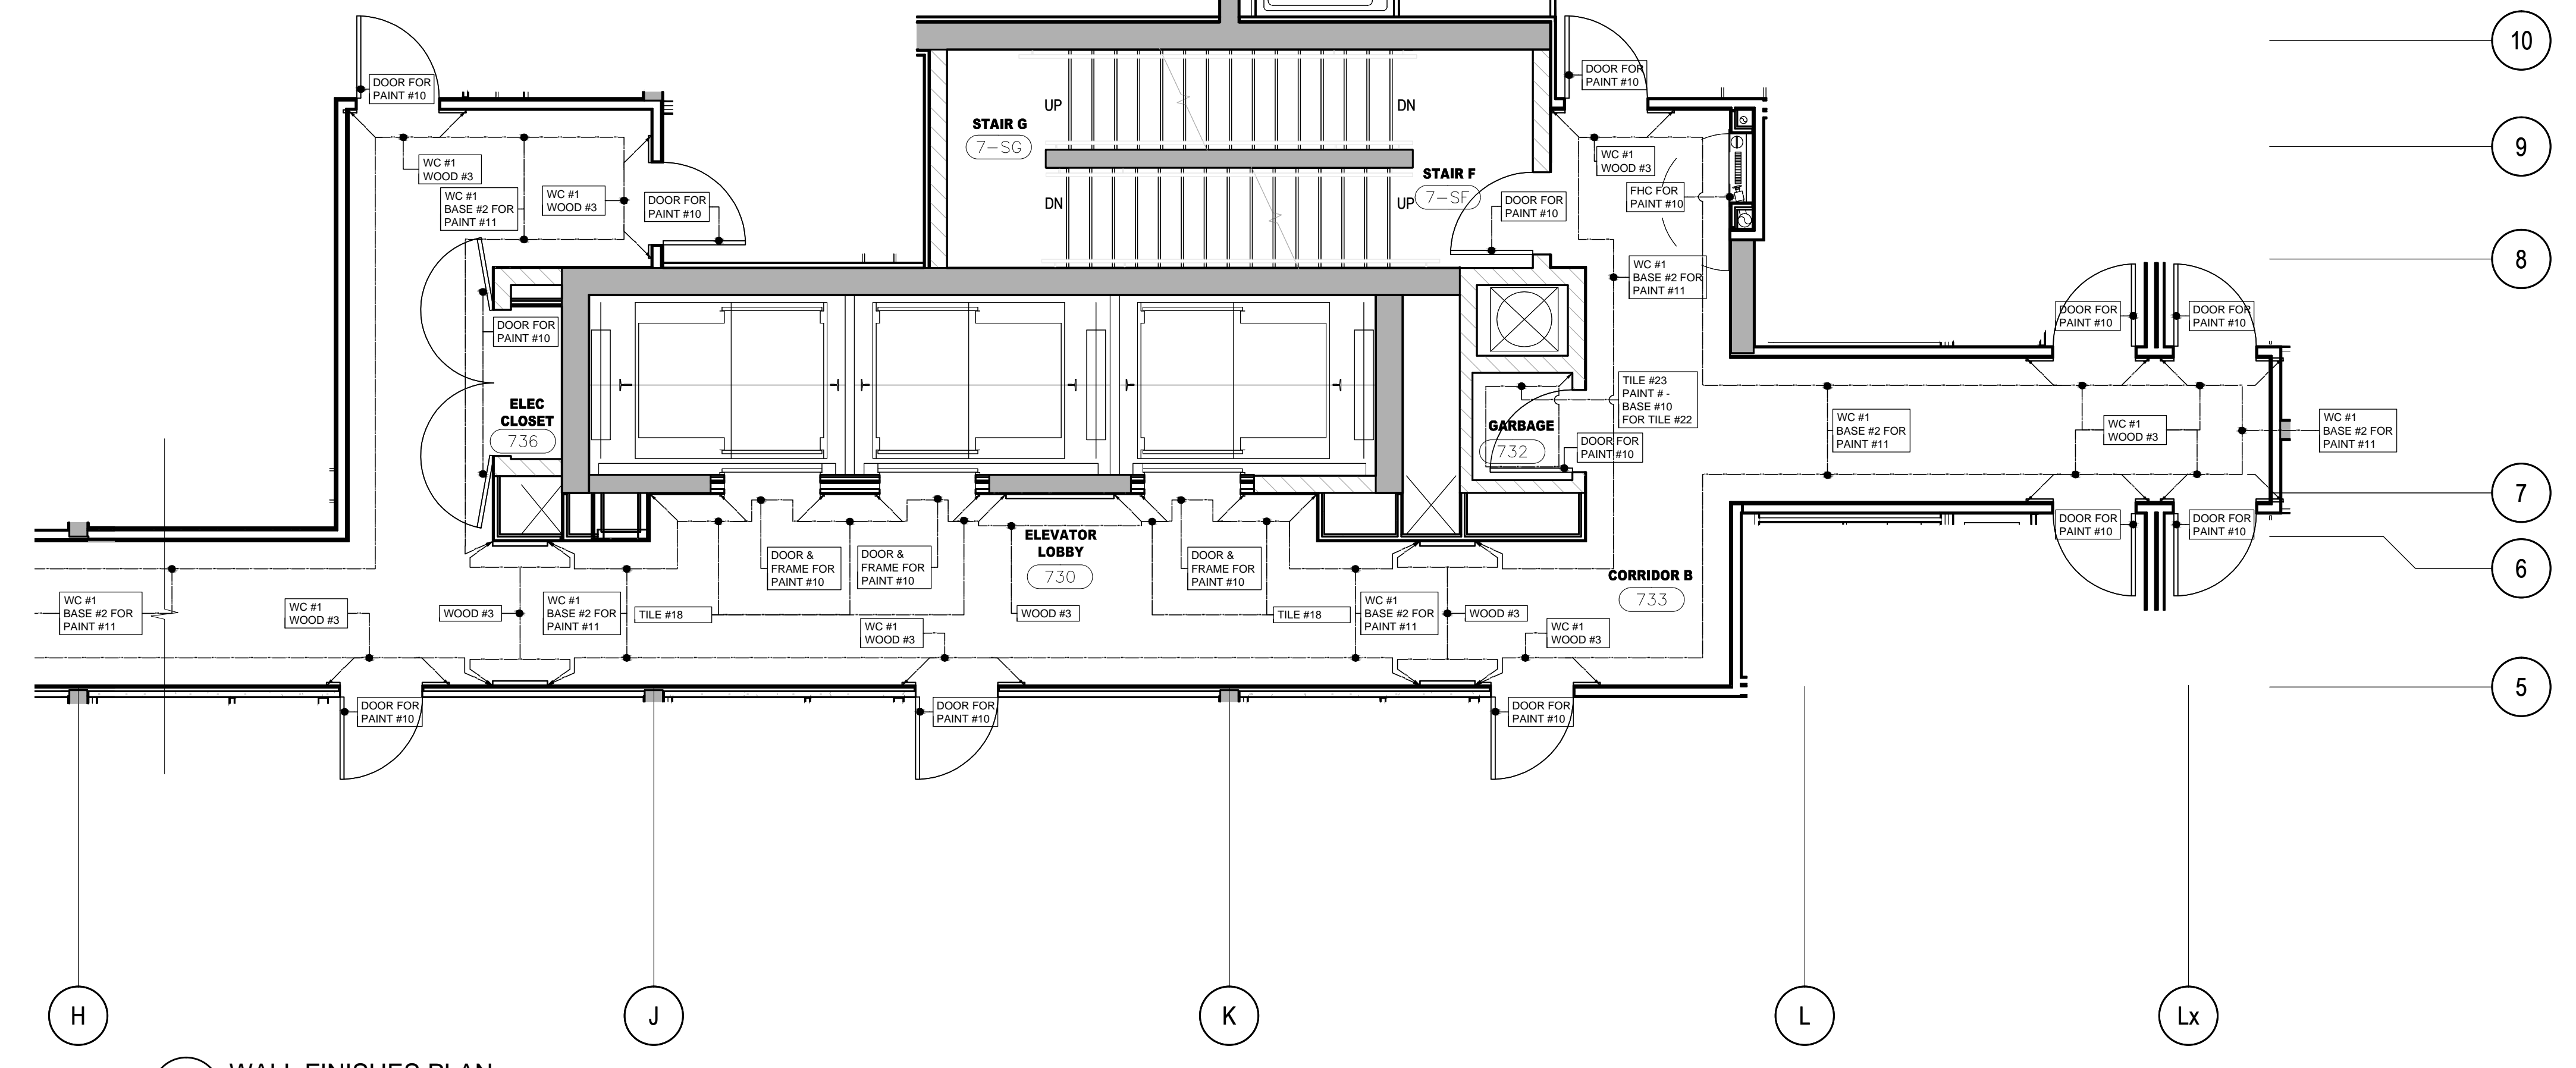 10
DOOR FOR
PAINT #10
DOOR FOR
PAINT #10
UP
DN
STAIR G
7-SG
9
WC #1
WOOD #3
WC #1
WOOD #3
STAIR F
7-SF
WC #1
BASE #2 FOR
PAINT #11
WC #1
WOOD #3
DOOR FOR
PAINT #10
DN
UP
DOOR FOR
PAINT #10
FHC FOR
PAINT #10
8
WC #1
BASE #2 FOR
PAINT #11
DOOR FOR
PAINT #10
DOOR FOR
PAINT #10
DOOR FOR
PAINT #10
ELEC
CLOSET
736
TILE #23
PAINT # -
BASE #10
FOR TILE #22
GARBAGE
732
DOOR FOR
PAINT #10
WC #1
BASE #2 FOR
PAINT #11
WC #1
WOOD #3
WC #1
BASE #2 FOR
PAINT #11
7
DOOR FOR
PAINT #10
DOOR FOR
PAINT #10
ELEVATOR
LOBBY
730
DOOR &
FRAME FOR
PAINT #10
DOOR &
FRAME FOR
PAINT #10
DOOR &
FRAME FOR
PAINT #10
6
CORRIDOR B
733
WC #1
BASE #2 FOR
PAINT #11
WC #1
WOOD #3
WOOD #3
WC #1
BASE #2 FOR
PAINT #11
TILE #18
WC #1
WOOD #3
WOOD #3
TILE #18
WC #1
BASE #2 FOR
PAINT #11
WOOD #3
WC #1
WOOD #3
5
DOOR FOR
PAINT #10
DOOR FOR
PAINT #10
DOOR FOR
PAINT #10
H
J
K
L
Lx
WALL FINISHES PLAN